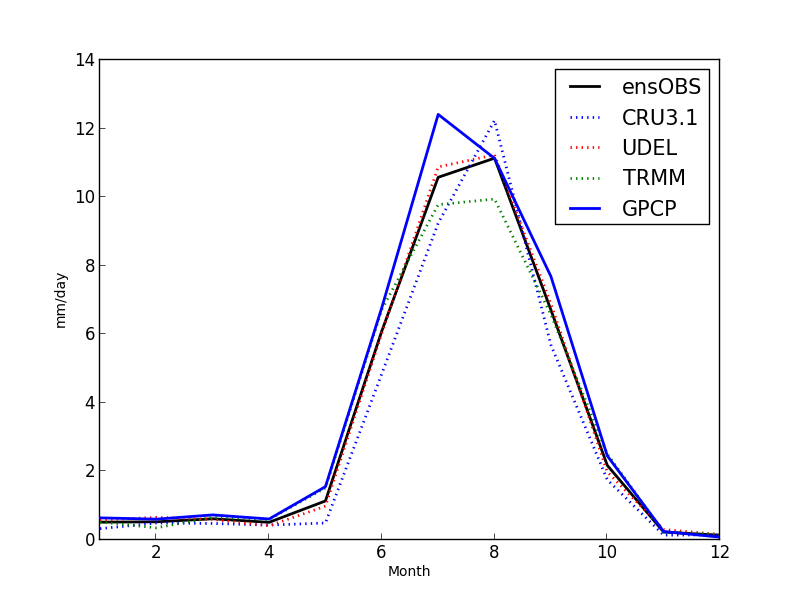 14
12
10
8
6
4
2
0
mm/day
ensOBS
CRU3.1
UDEL
TRMM
GPCP
2 4 6 8 10 12
Month